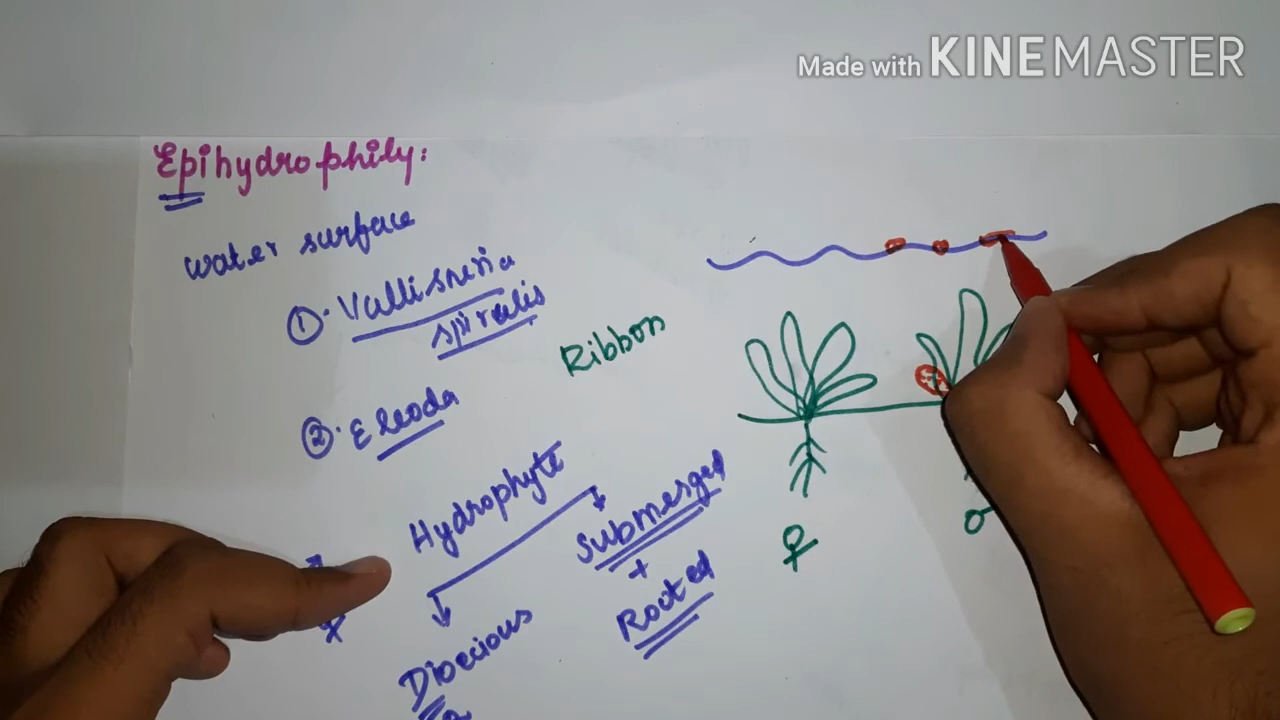 Made with KINEMASTER
Epihydrophily:
water surface
①. Vallisneria
spiralis
Ribbon
②. Eleoda
Hydrophyte
Submerged
+
Rooted
Dioecious
♀